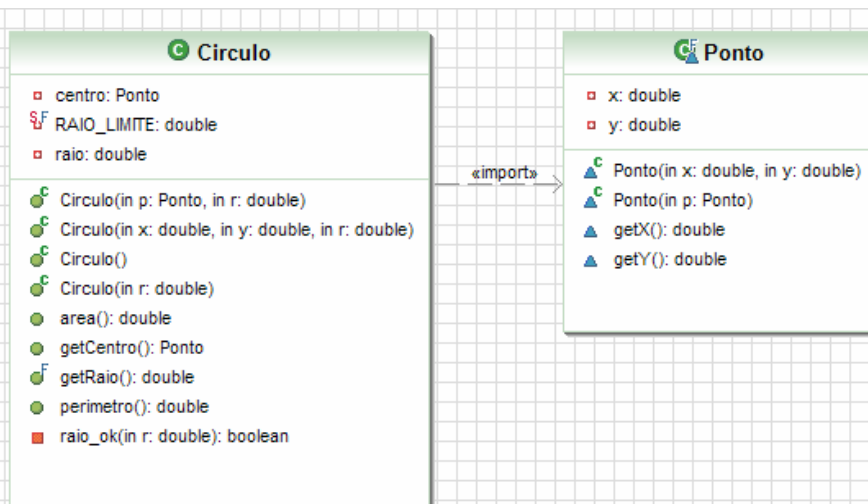 Circulo
centro: Ponto
RAIO_LIMITE: double
raio: double
Circulo(in p: Ponto, in r: double)
Circulo(in x: double, in y: double, in r: double)
Circulo()
Circulo(in r: double)
area(): double
getCentro(): Ponto
getRaio(): double
perimetro(): double
raio_ok(in r: double): boolean
«import»
Ponto
x: double
y: double
Ponto(in x: double, in y: double)
Ponto(in p: Ponto)
getX(): double
getY(): double